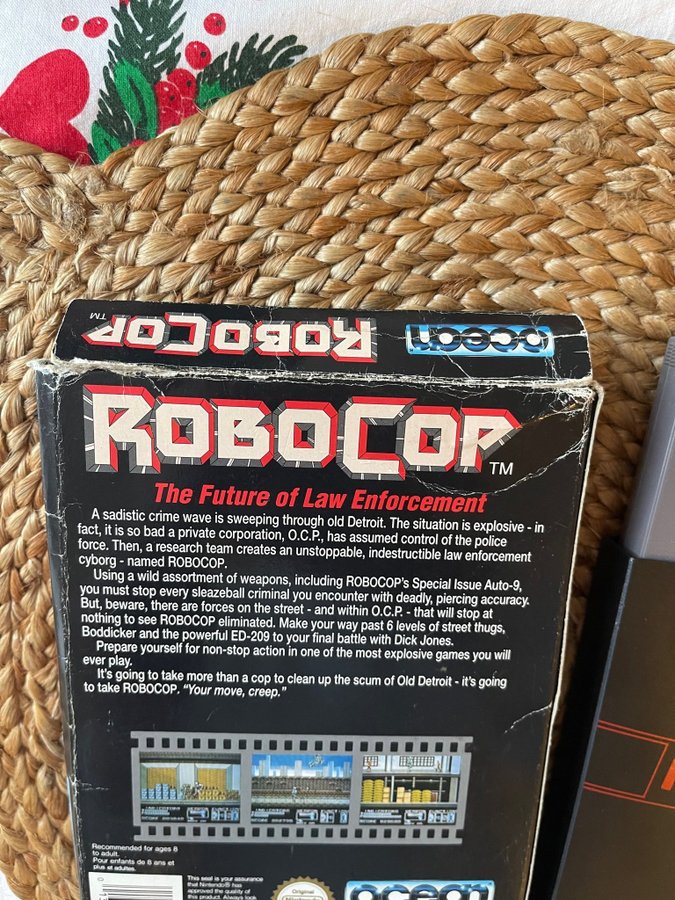 ROBOCOP TM
ocean
ROBOCOP TM
The Future of Law Enforcement
A sadistic crime wave is sweeping through old Detroit. The situation is explosive - in
fact, it is so bad a private corporation, O.C.P., has assumed control of the police
force. Then, a research team creates an unstoppable, indestructible law enforcement
cyborg - named ROBOCOP.
Using a wild assortment of weapons, including ROBOCOP's Special Issue Auto-9,
you must stop every sleazeball criminal you encounter with deadly, piercing accuracy.
But, beware, there are forces on the street - and within O.C.P. - that will stop at
nothing to see ROBOCOP eliminated. Make your way past 6 levels of street thugs,
Boddicker and the powerful ED-209 to your final battle with Dick Jones.
Prepare yourself for non-stop action in one of the most explosive games you will
ever play.
It's going to take more than a cop to clean up the scum of Old Detroit - it's going
to take ROBOCOP. "Your move, creep."
Recommended for ages 8
to adult.
Pour enfants de 8 ans et
plus et adultes.
This seal is your assurance
that Nintendo® has
approved the quality of
this product. Always look
Original
ocean